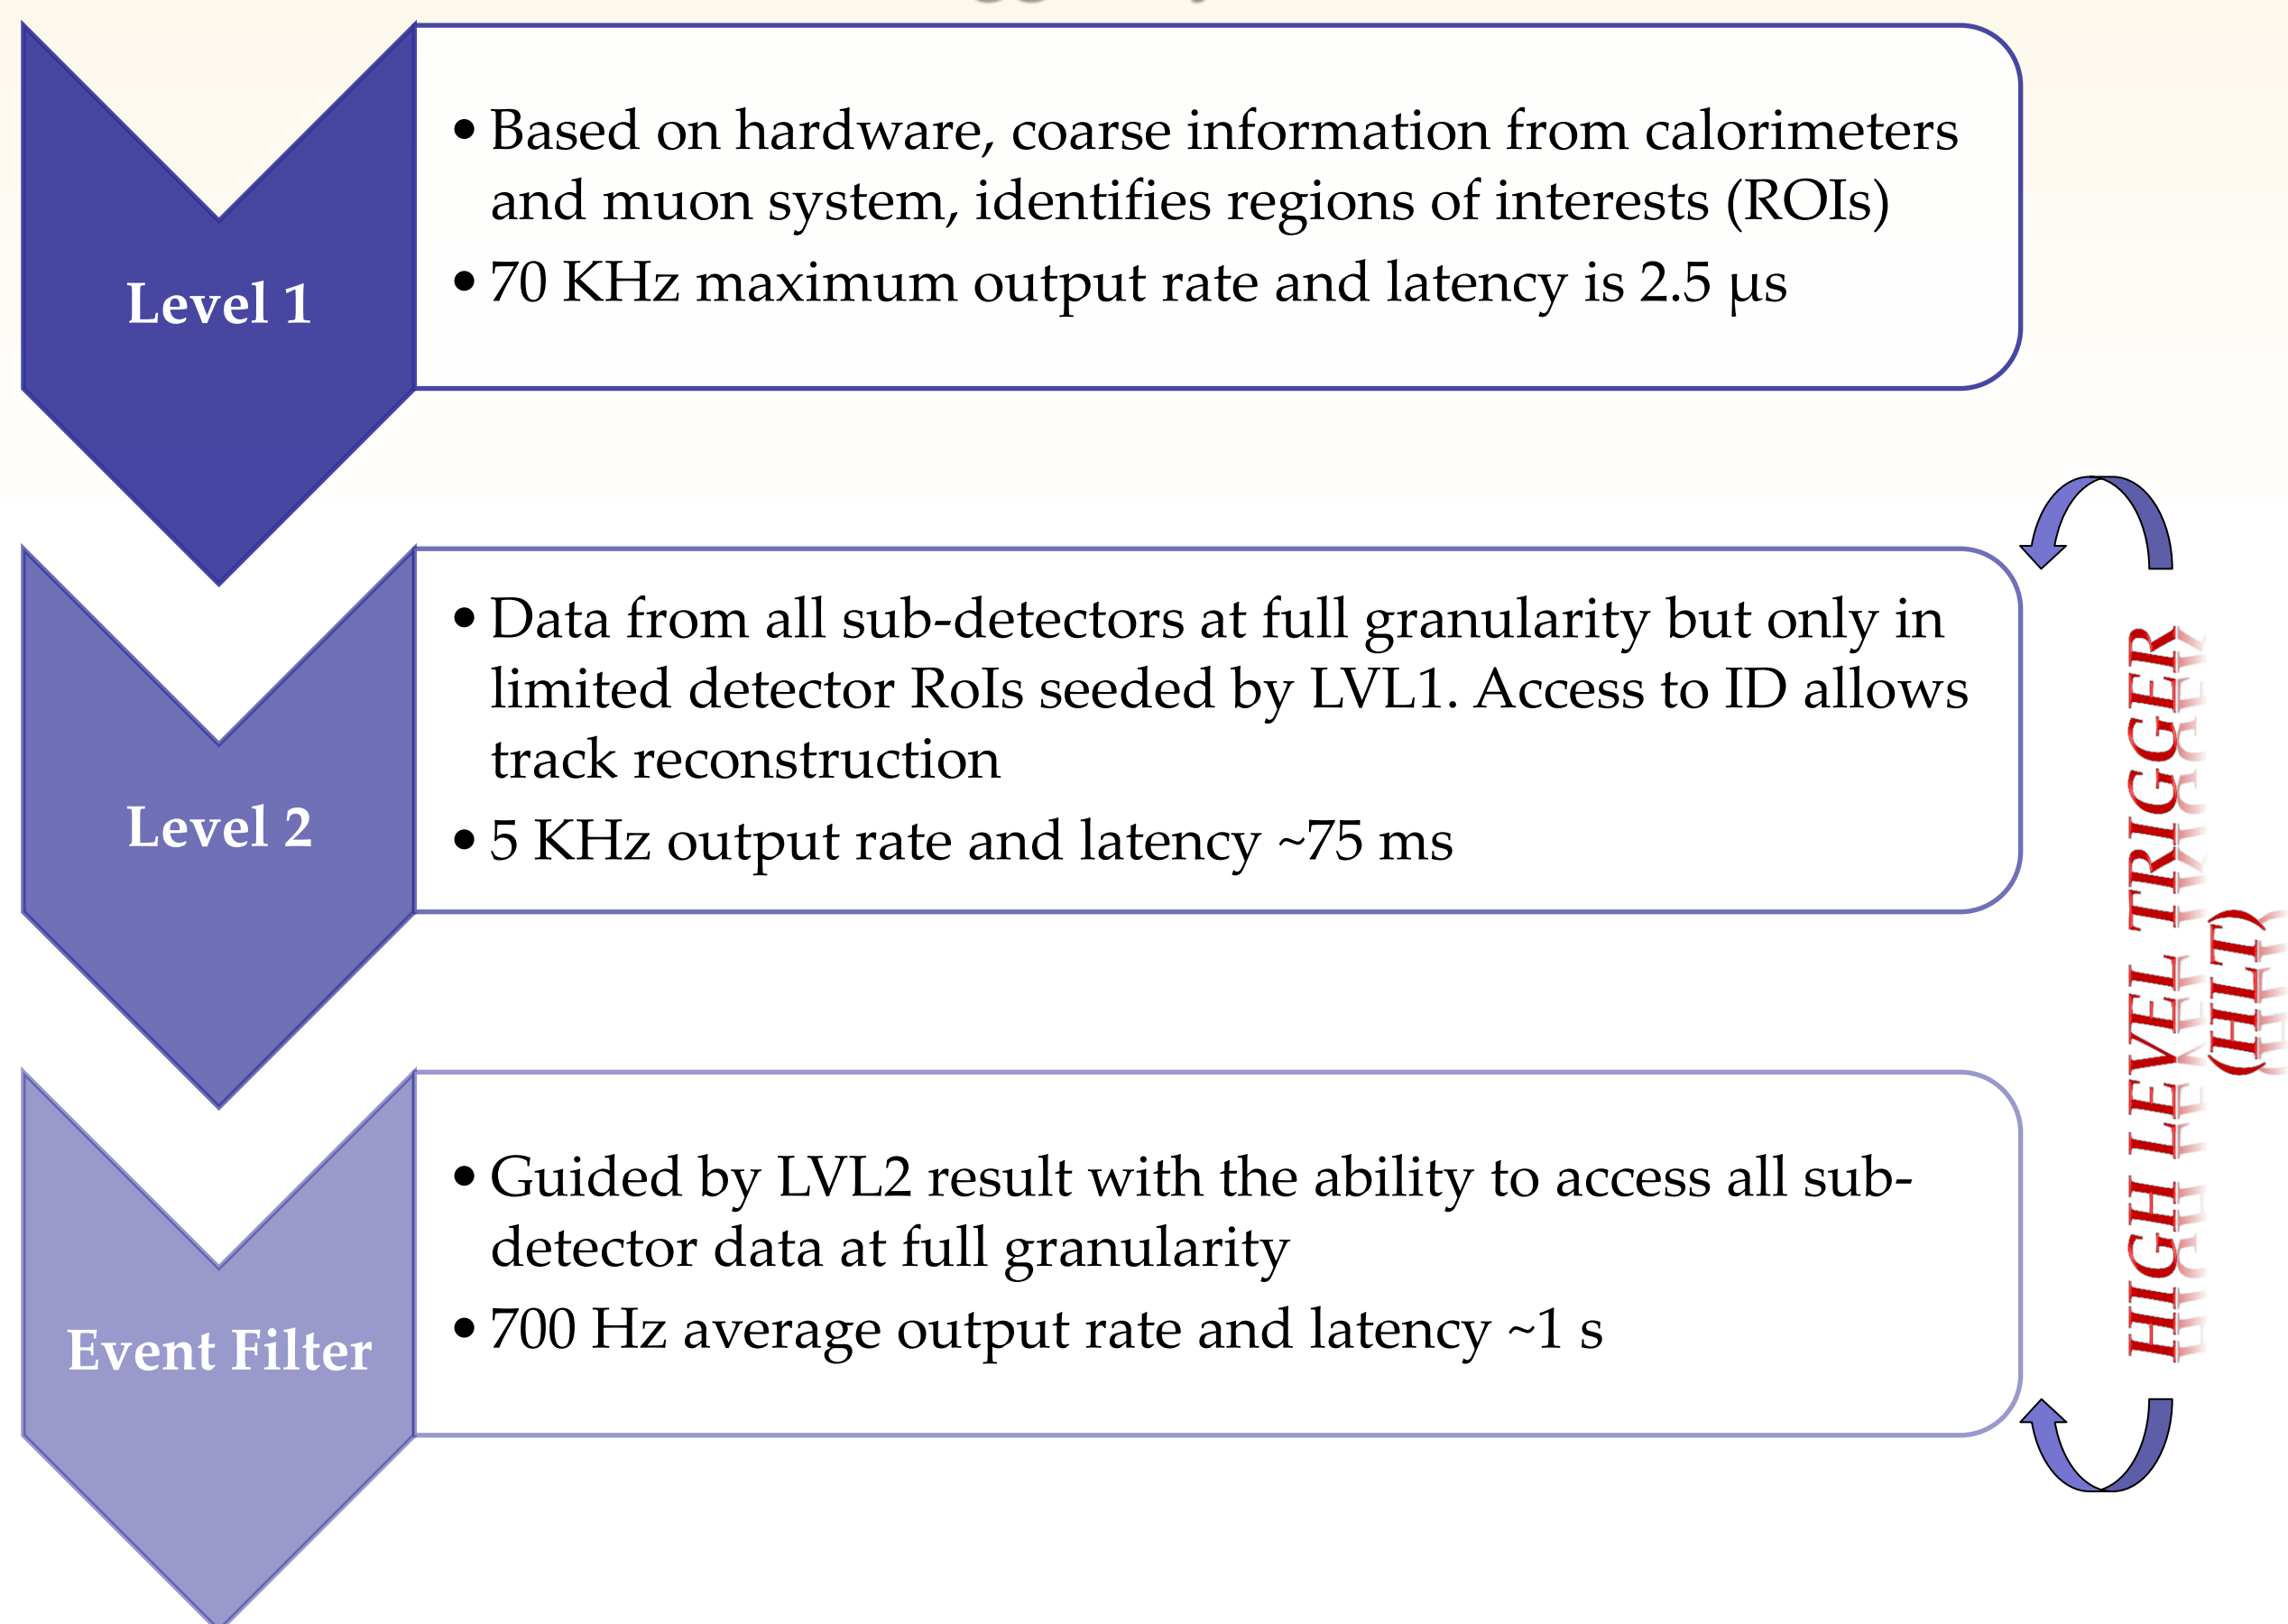 Level 1
• Based on hardware, coarse information from calorimeters
and muon system, identifies regions of interests (ROIs)
• 70 KHz maximum output rate and latency is 2.5 µs
Level 2
• Data from all sub-detectors at full granularity but only in
limited detector RoIs seeded by LVL1. Access to ID allows
track reconstruction
• 5 KHz output rate and latency ~75 ms
Event Filter
• Guided by LVL2 result with the ability to access all sub-
detector data at full granularity
• 700 Hz average output rate and latency ~1 s
HIGH LEVEL TRIGGER
(HLT)